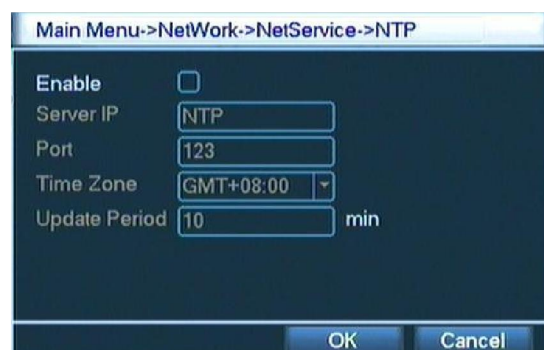 Main Menu->NetWork->NetService->NTP
Enable
Server IP NTP
Port 123
Time Zone GMT+08:00
Update Period 10 min
OK Cancel